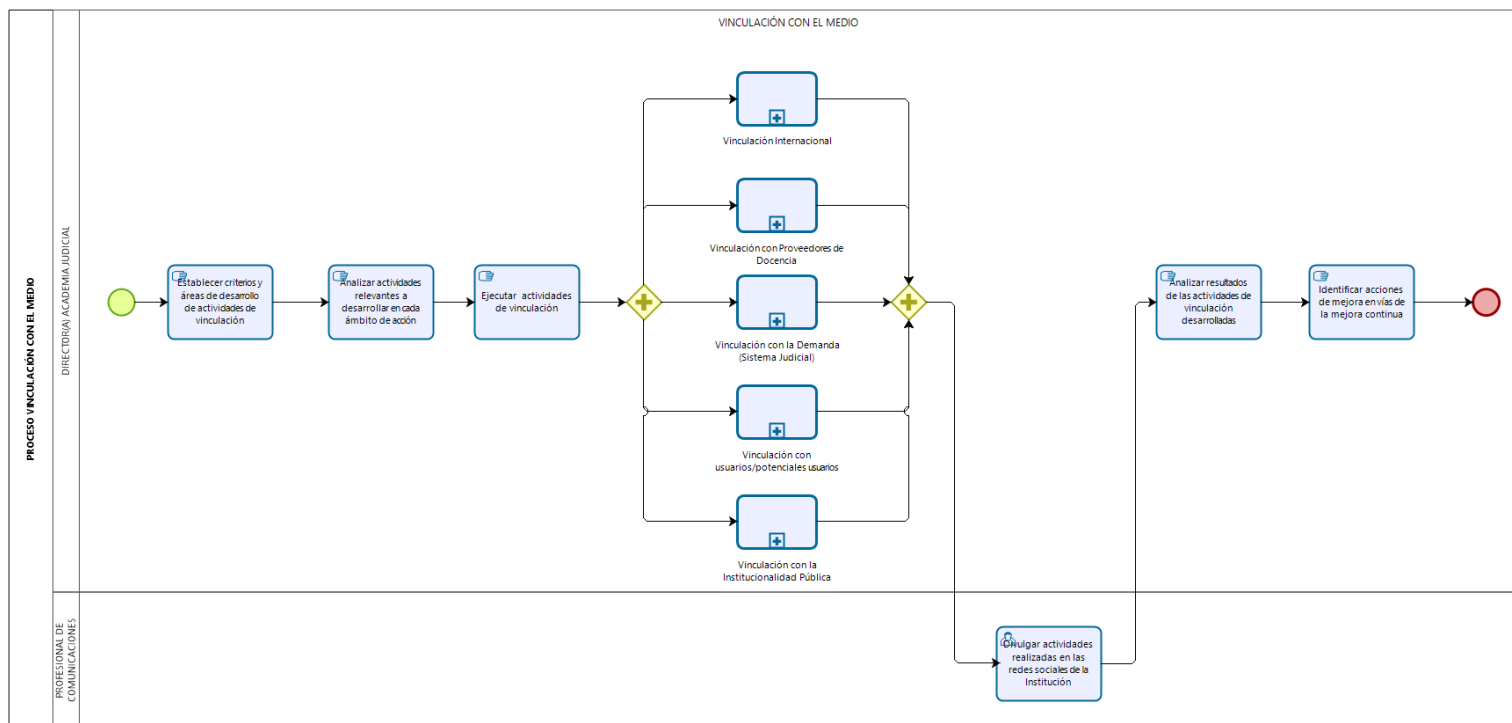 VINCULACIÓN CON EL MEDIO
PROCESO VINCULACIÓN CON EL MEDIO
DIRECTOR(A) ACADEMIA JUDICIAL
Establecer criterios y
áreas de desarrollo
de actividades de
vinculación
Analizar actividades
relevantes a
desarrollar en cada
ámbito de acción
Ejecutar actividades
de vinculación
Vinculación Internacional
Vinculación con Proveedores de
Docencia
Vinculación con la Demanda
(Sistema Judicial)
Vinculación con
usuarios/potenciales usuarios
Vinculación con la
Institucionalidad Pública
Analizar resultados
de las actividades de
vinculación
desarrolladas
Identificar acciones
de mejora en vías de
la mejora continua
PROFESIONAL DE
COMUNICACIONES
Divulgar actividades
realizadas en las
redes sociales de la
Institución